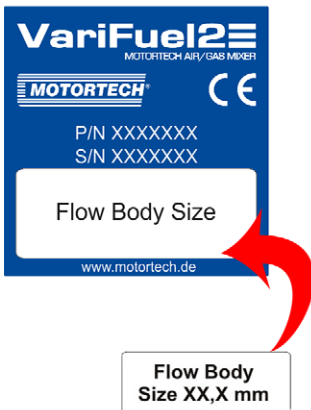 VariFuel2
MOTORTECH AIR/GAS MIXER
MOTORTECH®
CE
P/N XXXXXXX
S/N XXXXXXX
Flow Body Size
www.motortech.de
Flow Body
Size XX,X mm